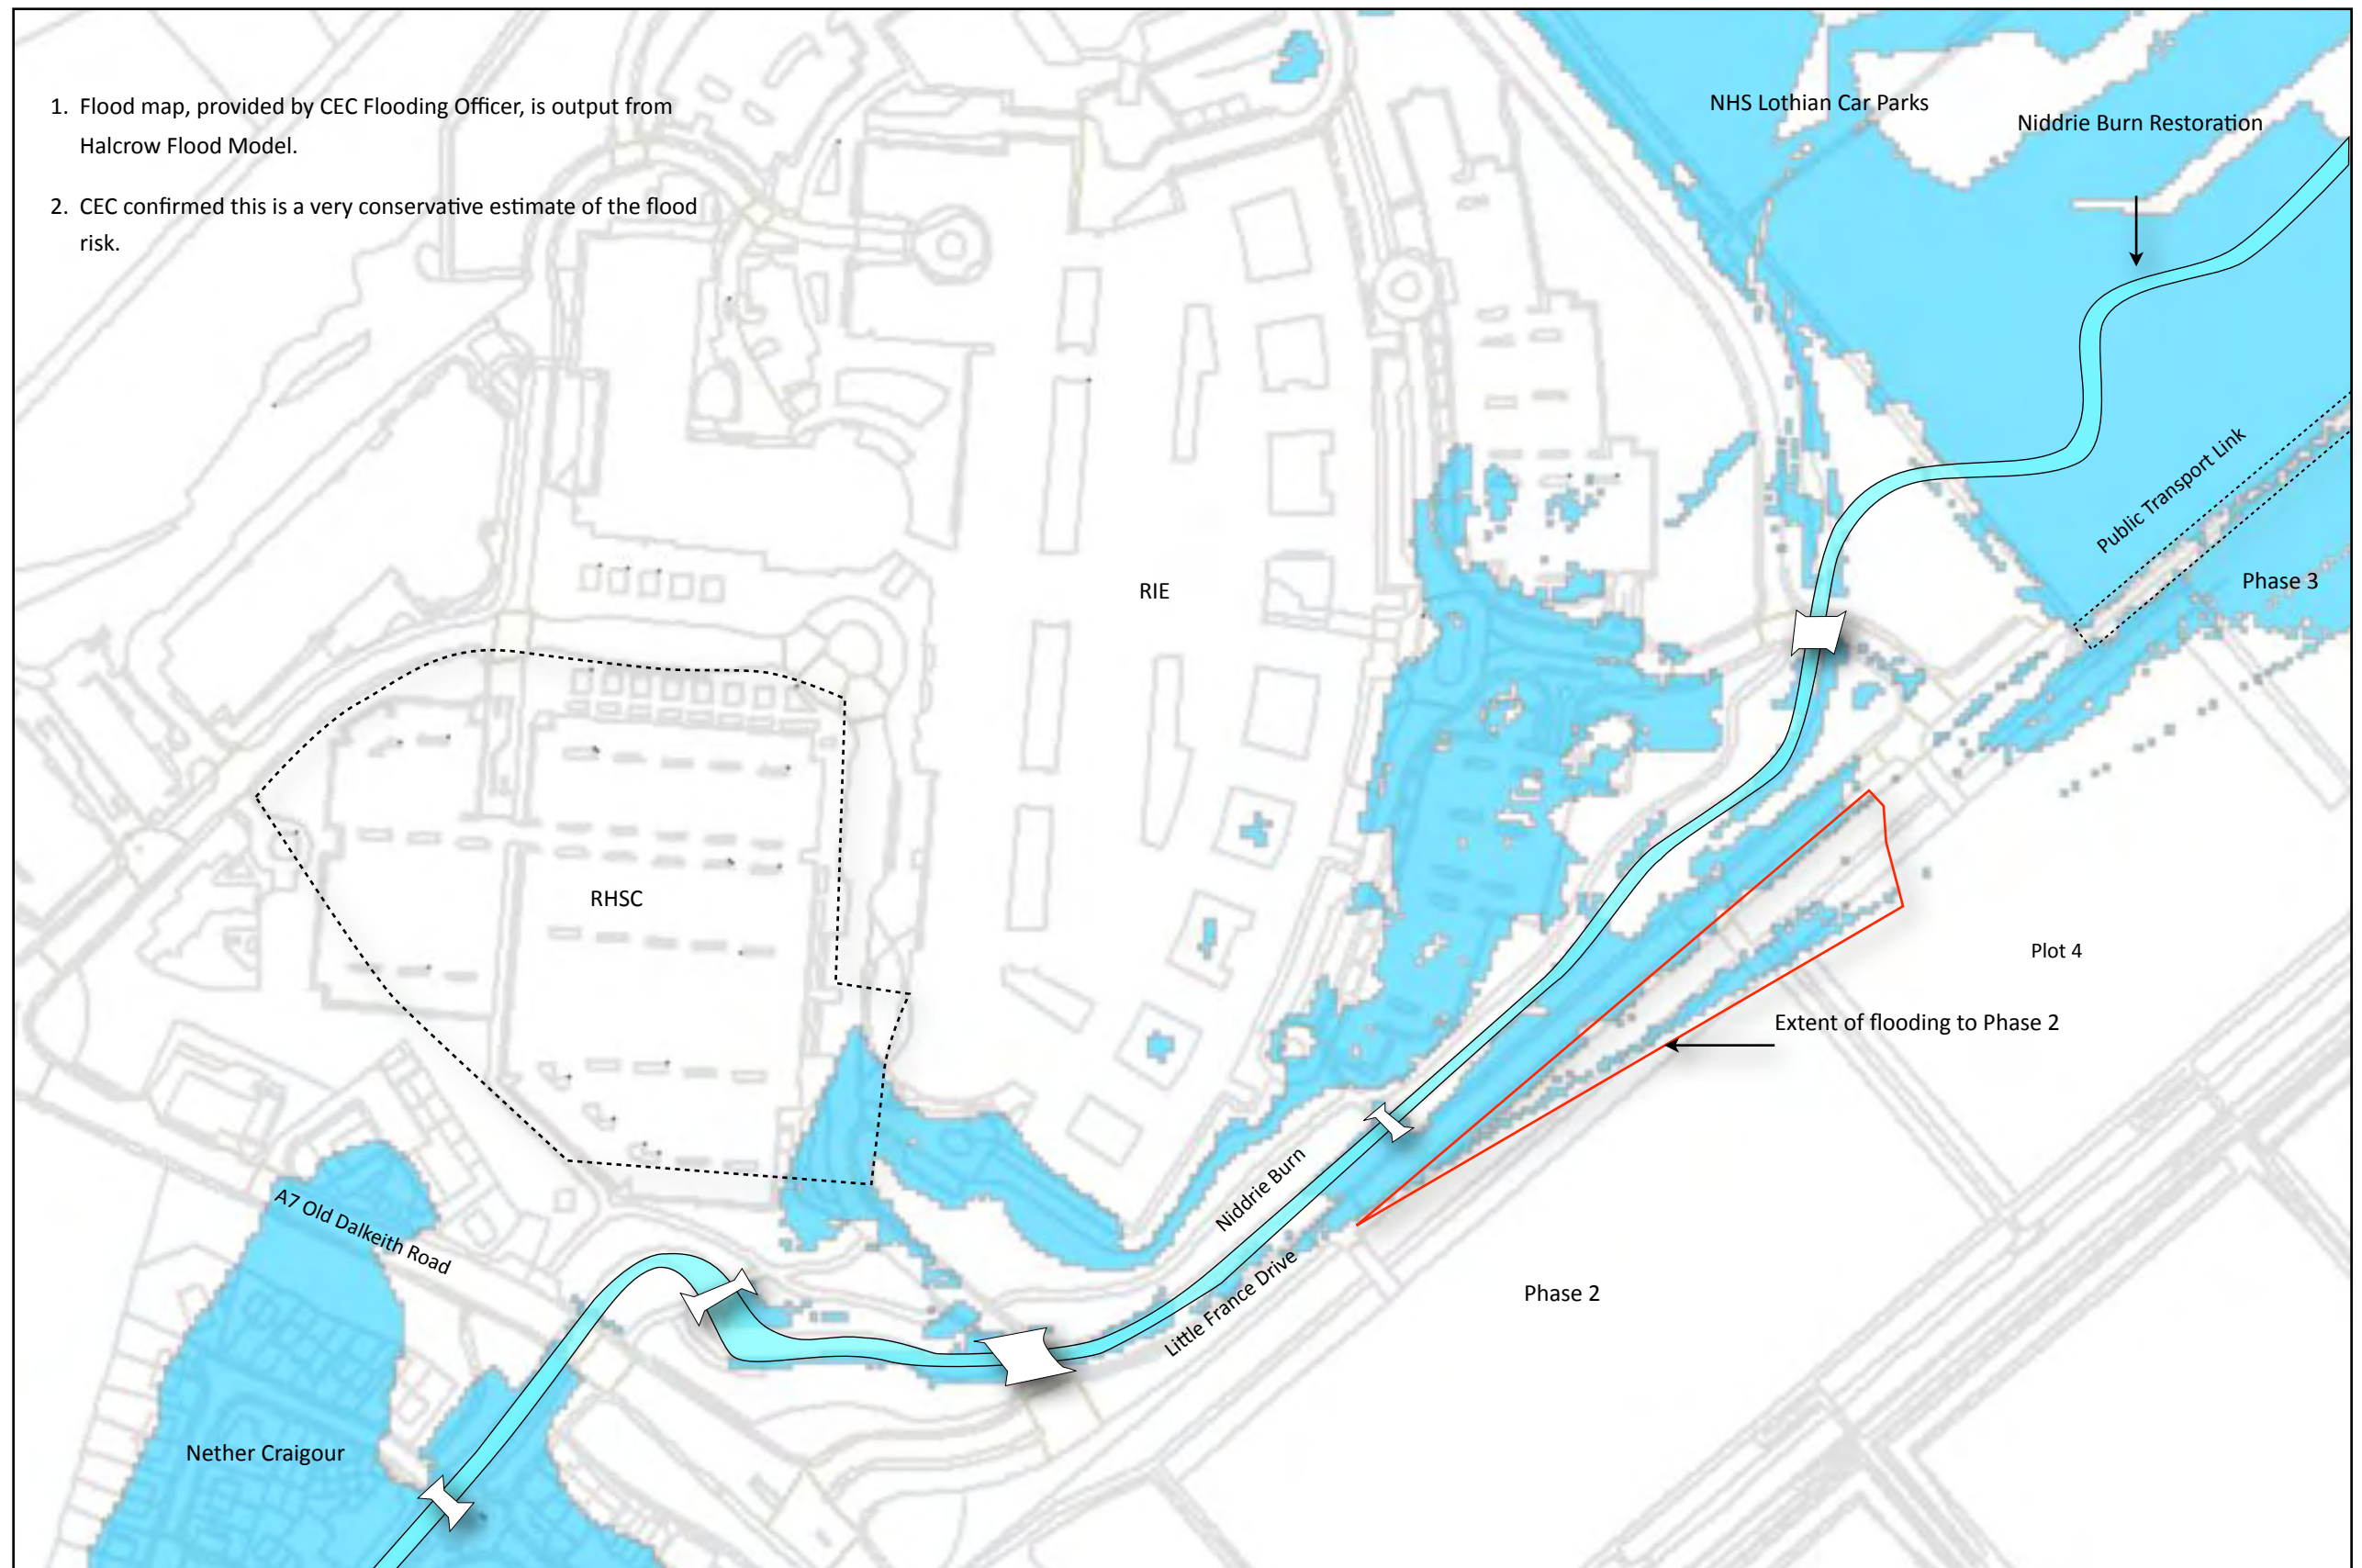 1. Flood map, provided by CEC Flooding Officer, is output from
Halcrow Flood Model.
2. CEC confirmed this is a very conservative estimate of the flood
risk.
NHS Lothian Car Parks
Niddrie Burn Restoration
Public Transport Link
Phase 3
RIE
RHSC
Plot 4
Extent of flooding to Phase 2
Niddrie Burn
A7 Old Dalkeith Road
Little France Drive
Phase 2
Nether Craigour